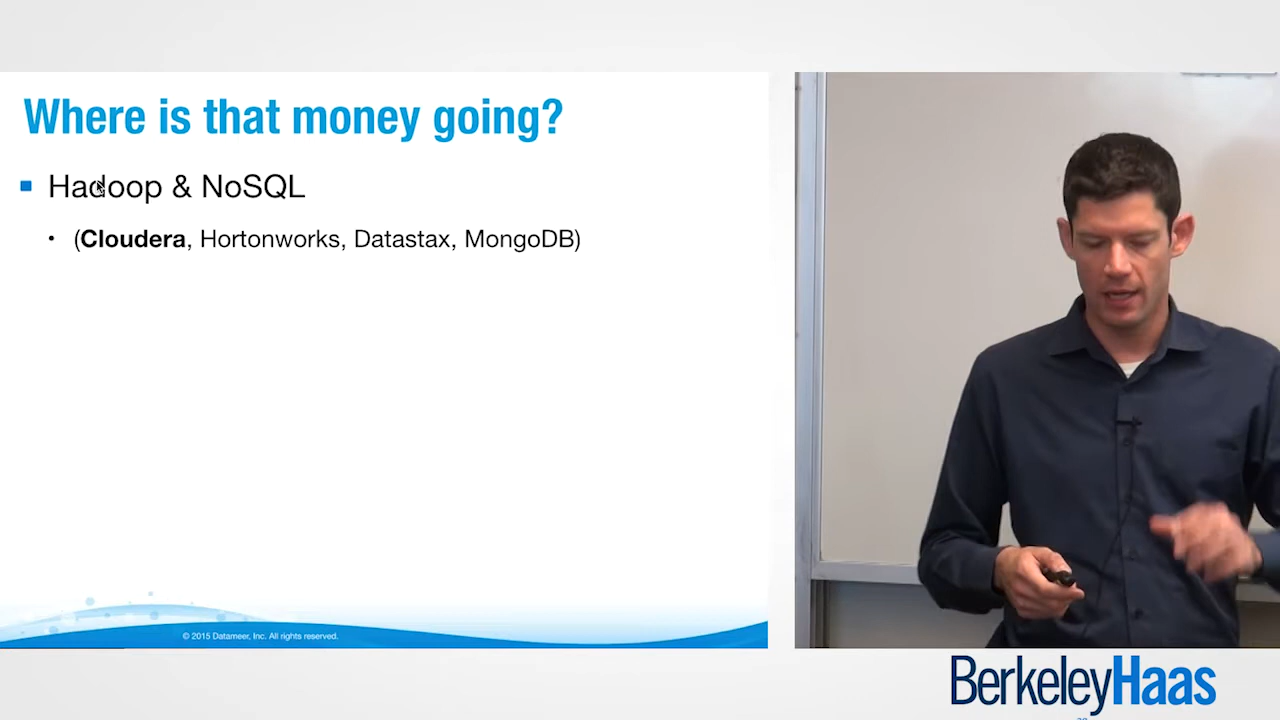 Where is that money going?
Hadoop & NoSQL
(Cloudera, Hortonworks, Datastax, MongoDB)
© 2015 Datameer, Inc. All rights reserved.
BerkeleyHaas